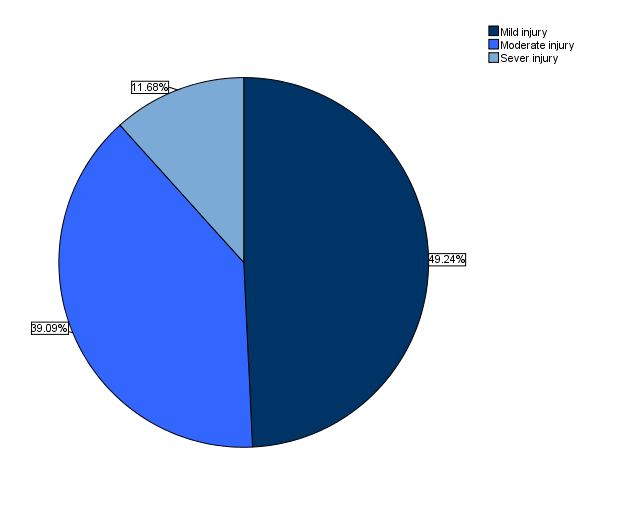 Mild injury
Moderate injury
Sever injury
11.68%
49.24%
39.09%